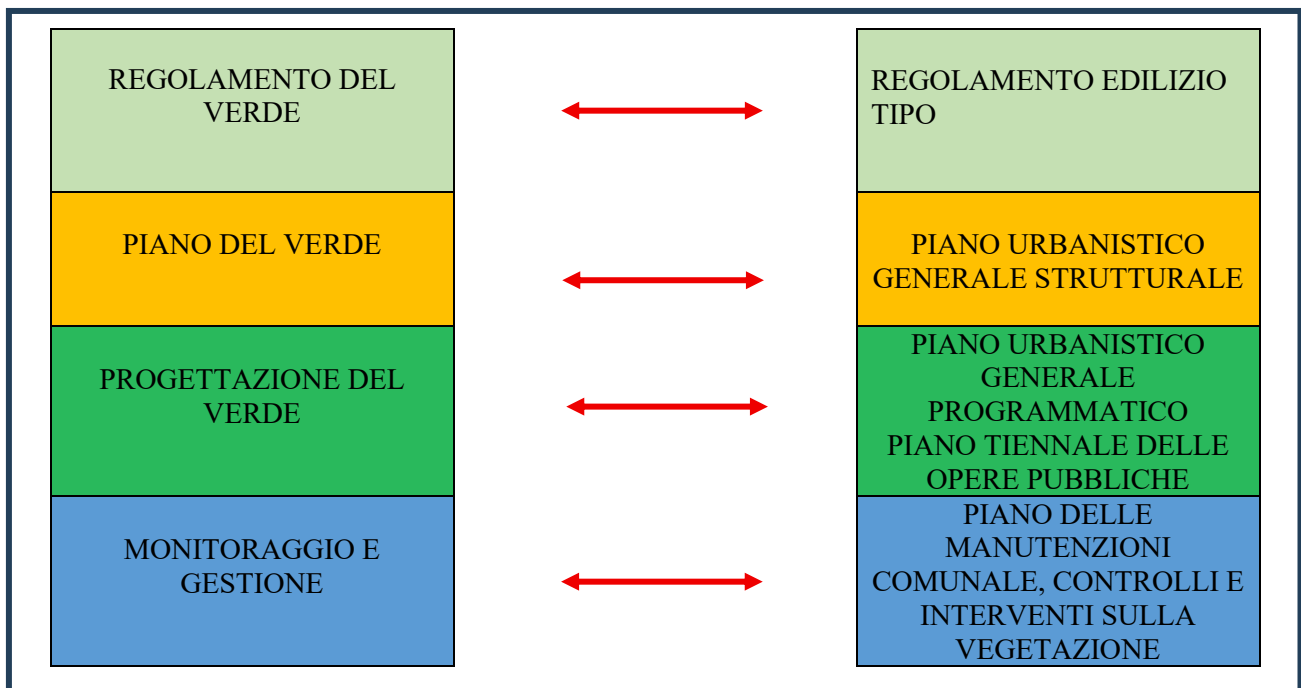 REGOLAMENTO DEL
VERDE
REGOLAMENTO EDILIZIO
TIPO
PIANO DEL VERDE
PIANO URBANISTICO
GENERALE STRUTTURALE
PROGETTAZIONE DEL
VERDE
PIANO URBANISTICO
GENERALE
PROGRAMMATICO
PIANO TIENNALE DELLE
OPERE PUBBLICHE
MONITORAGGIO E
GESTIONE
PIANO DELLE
MANUTENZIONI
COMUNALE, CONTROLLI E
INTERVENTI SULLA
VEGETAZIONE